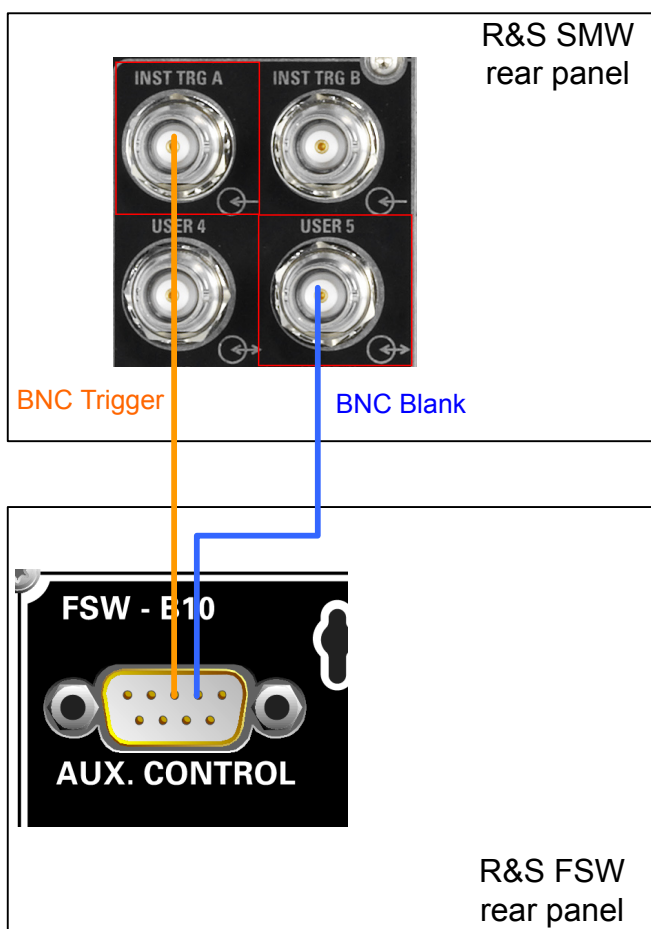 R&S SMW
rear panel
INST TRG A
INST TRG B
USER 4
USER 5
BNC Trigger
BNC Blank
FSW - B10
AUX. CONTROL
R&S FSW
rear panel